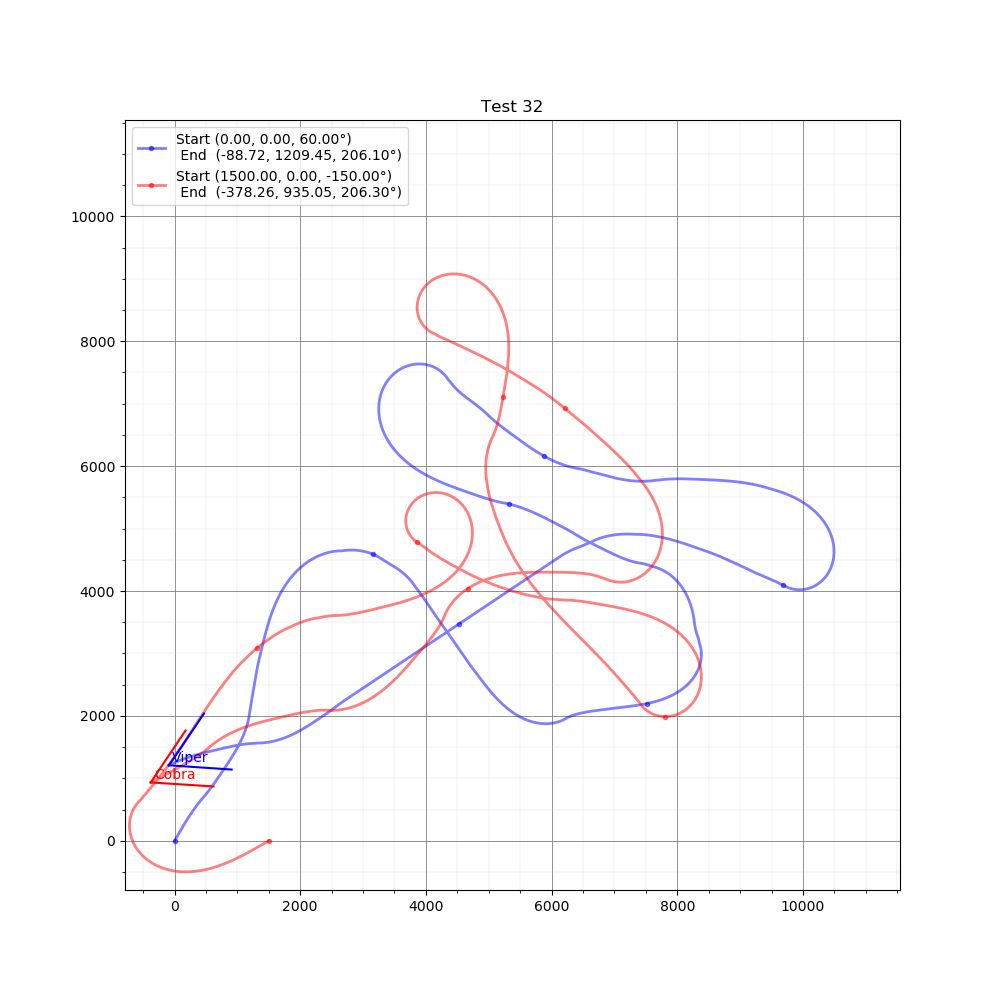 Test 32
Start (0.00, 0.00, 60.00°)
End (-88.72, 1209.45, 206.10°)
Start (1500.00, 0.00, -150.00°)
End (-378.26, 935.05, 206.30°)
10000
8000
6000
4000
2000
0
Viper
Cobra
0 2000 4000 6000 8000 10000